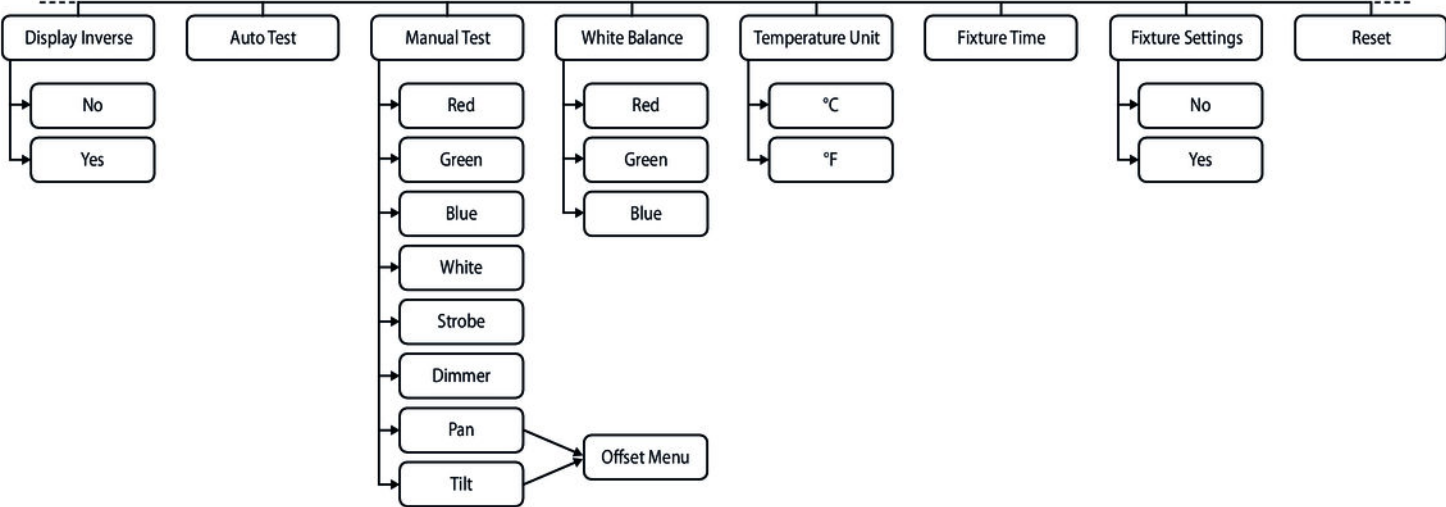 Display Inverse
Auto Test
Manual Test
White Balance
Temperature Unit
Fixture Time
Fixture Settings
Reset
No
Yes
Red
Green
Blue
White
Strobe
Dimmer
Pan
Tilt
Offset Menu
Red
Green
Blue
°C
°F
No
Yes